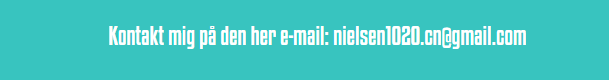 Kontakt mig på den her e-mail: nielsen1020.cn@gmail.com